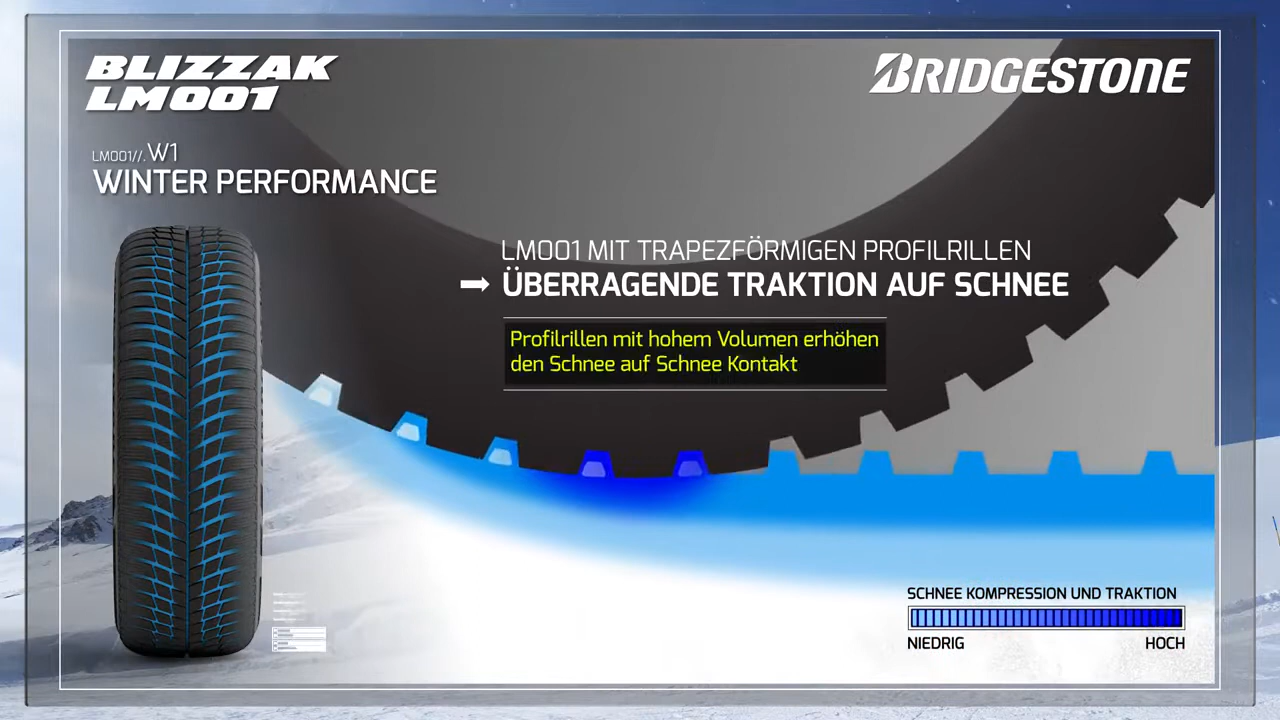 BLIZZAK
LM001
BRIDGESTONE
LM001//.W1
WINTER PERFORMANCE
LM001 MIT TRAPEZFÖRMIGEN PROFILRILLEN
➡ ÜBERRAGENDE TRAKTION AUF SCHNEE
Profilrillen mit hohem Volumen erhöhen
den Schnee auf Schnee Kontakt
SCHNEE KOMPRESSION UND TRAKTION
NIEDRIG HOCH